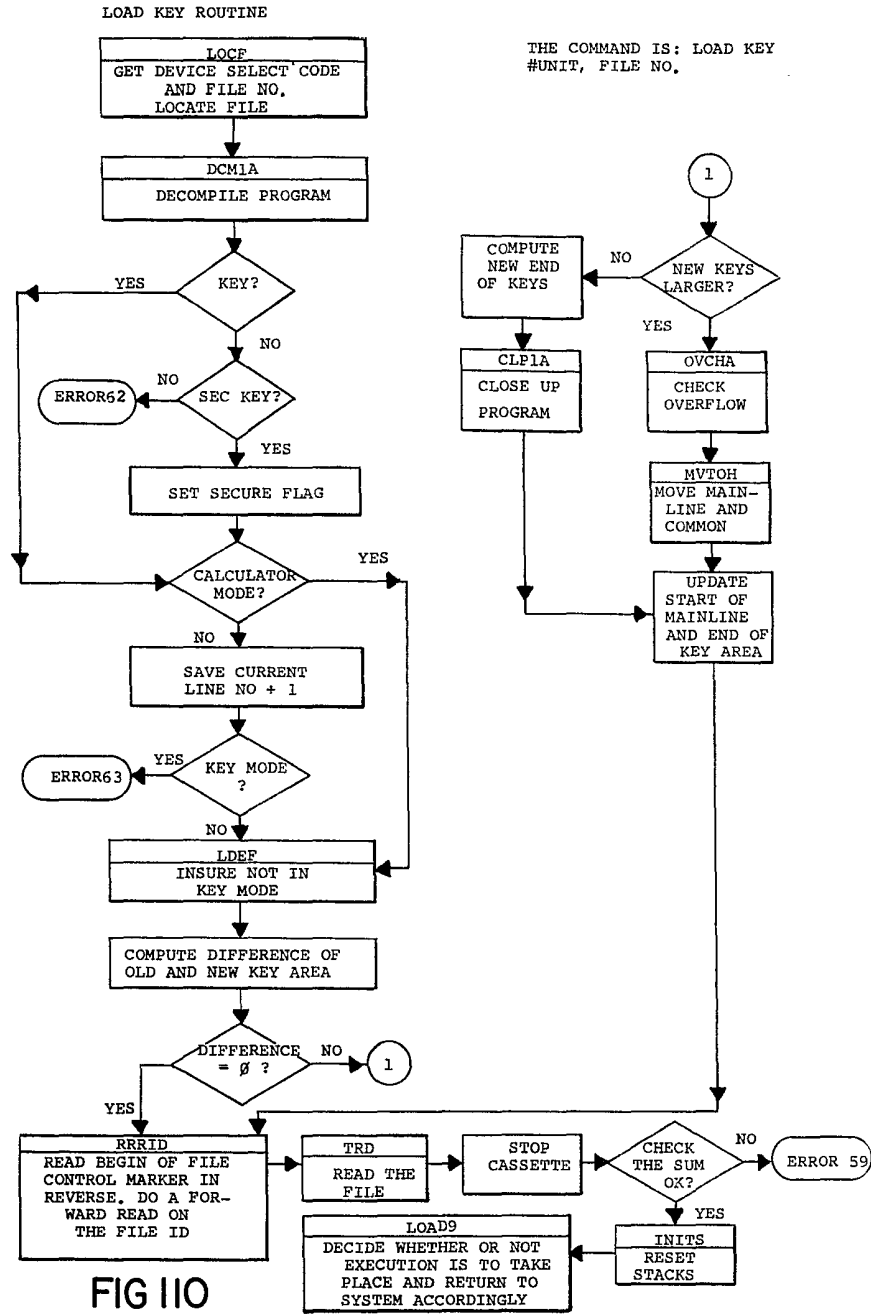 LOAD KEY ROUTINE
THE COMMAND IS: LOAD KEY
#UNIT, FILE NO.
LOCF
GET DEVICE SELECT CODE
AND FILE NO.
LOCATE FILE
DCM1A
DECOMPILE PROGRAM
KEY?
YES
NO
SEC KEY?
NO
ERROR62
YES
SET SECURE FLAG
CALCULATOR
MODE?
YES
NO
SAVE CURRENT
LINE NO + 1
KEY MODE
?
YES
ERROR63
NO
LDEF
INSURE NOT IN
KEY MODE
COMPUTE DIFFERENCE OF
OLD AND NEW KEY AREA
DIFFERENCE
= Ø ?
NO
1
YES
1
NEW KEYS
LARGER?
NO
COMPUTE
NEW END
OF KEYS
YES
CLP1A
CLOSE UP
PROGRAM
OVCHA
CHECK
OVERFLOW
MVTOH
MOVE MAIN-
LINE AND
COMMON
UPDATE
START OF
MAINLINE
AND END OF
KEY AREA
RRRID
READ BEGIN OF FILE
CONTROL MARKER IN
REVERSE. DO A FOR-
WARD READ ON
THE FILE ID
TRD
READ THE
FILE
STOP
CASSETTE
CHECK
THE SUM
OK?
NO
ERROR 59
YES
INITS
RESET
STACKS
LOAD9
DECIDE WHETHER OR NOT
EXECUTION IS TO TAKE
PLACE AND RETURN TO
SYSTEM ACCORDINGLY
FIG 110